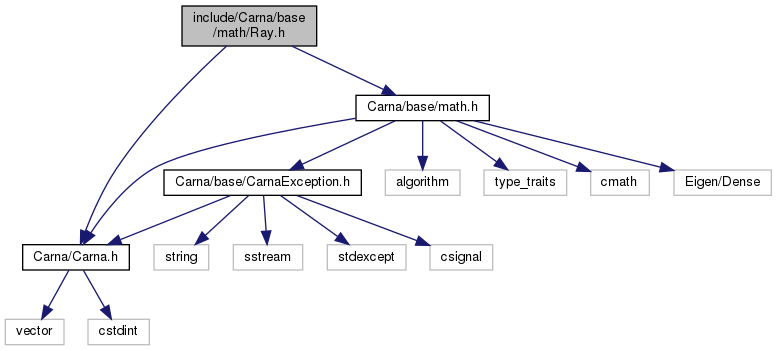 include/Carna/base
/math/Ray.h
Carna/base/math.h
Carna/base/CarnaException.h
algorithm
type_traits
cmath
Eigen/Dense
Carna/Carna.h
string
sstream
stdexcept
csignal
vector
cstdint